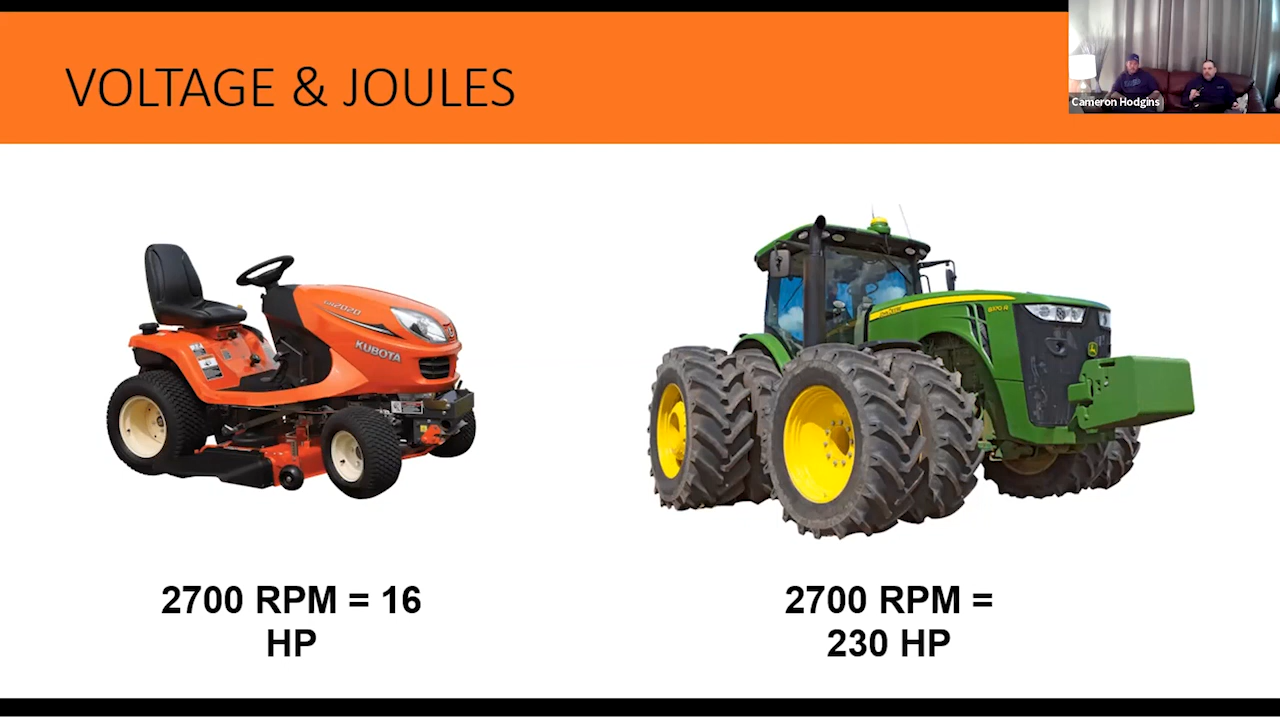 VOLTAGE & JOULES
Cameron Hodgins
KUBOTA
2700 RPM = 16
HP
2700 RPM =
230 HP